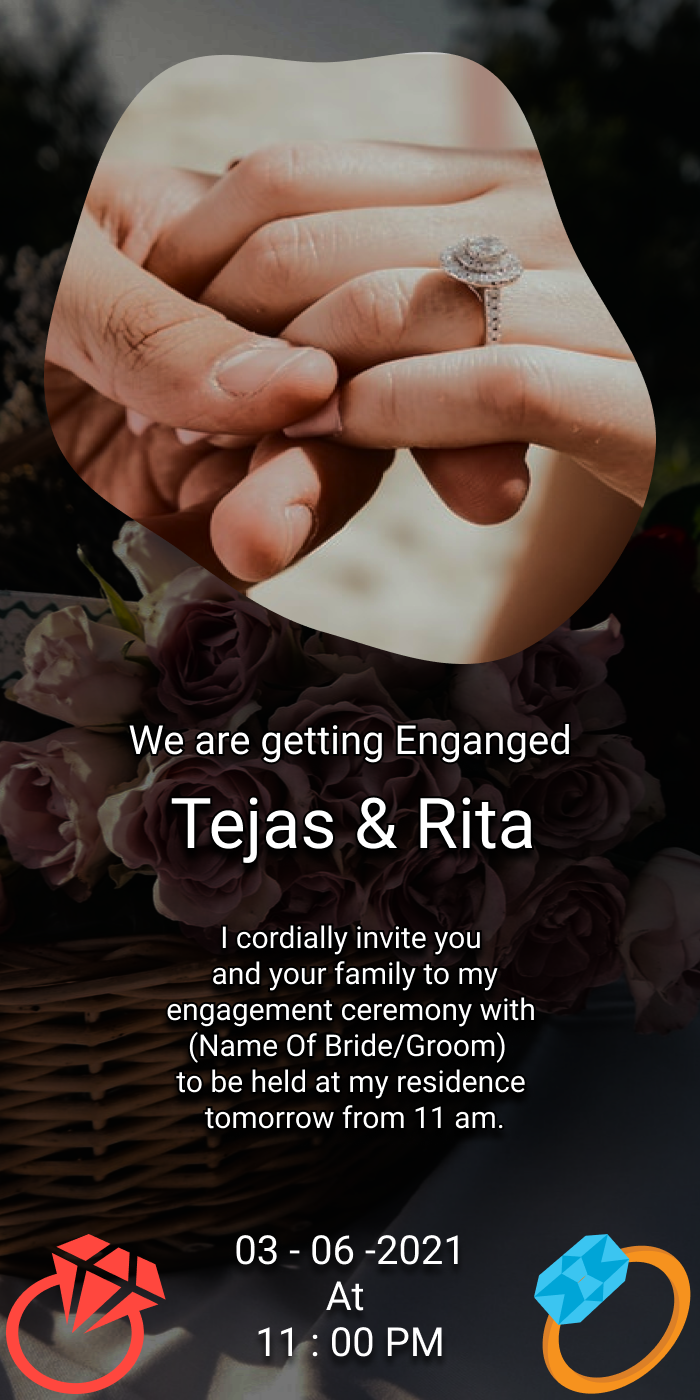 We are getting Enganged
Tejas & Rita
I cordially invite you
and your family to my
engagement ceremony with
(Name Of Bride/Groom)
to be held at my residence
tomorrow from 11 am.
03 - 06 -2021
At
11 : 00 PM